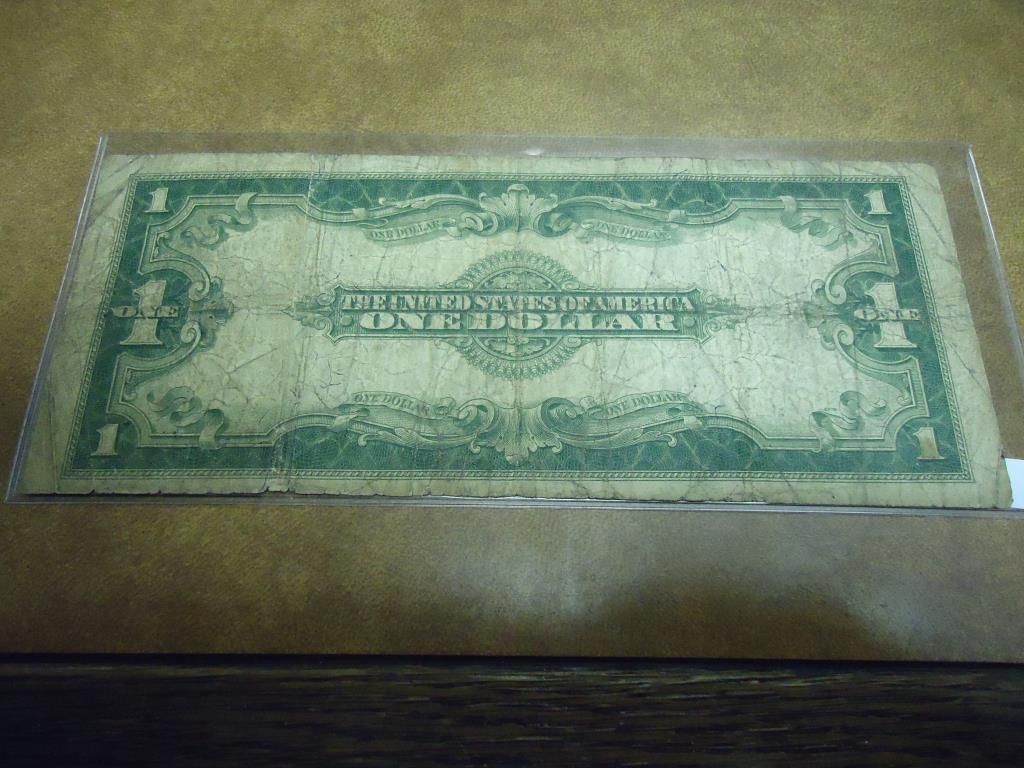 1 1
ONE DOLLAR ONE DOLLAR
1 ONE 1 ONE
THE UNITED STATES OF AMERICA
ONE DOLLAR
ONE DOLLAR ONE DOLLAR
1 1